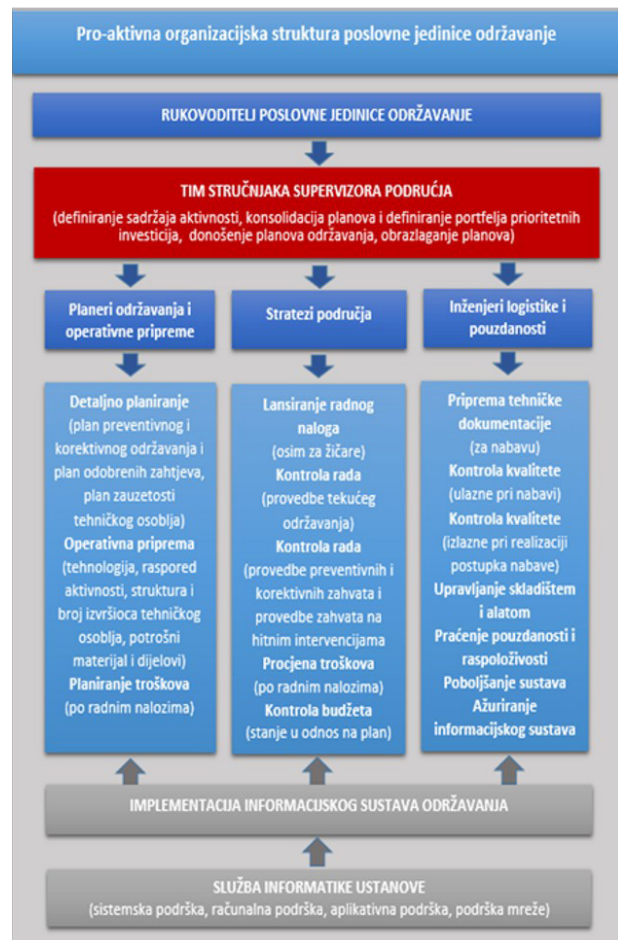 Pro-aktivna organizacijska struktura poslovne jedinice održavanje
RUKOVODITELJ POSLOVNE JEDINICE ODRŽAVANJE
TIM STRUČNJAKA SUPERVIZORA PODRUĆJA
(definiranje sadržaja aktivnosti, konsolidacija planova i definiranje portfelja prioritetnih
investicija, donošenje planova održavanja, obrazlaganje planova)
Planeri održavanja i
operativne pripreme
Stratezi područja
Inženjeri logistike i
pouzdanosti
Detaljno planiranje
(plan preventivnog i
korektivnog održavanja i
plan odobrenih zahtjeva,
plan zauzetosti
tehničkog osoblja)
Operativna priprema
(tehnologija, raspored
aktivnosti, struktura i
broj izvršioca tehničkog
osoblja, potrošni
materijal i dijelovi)
Planiranje troškova
(po radnim nalozima)
Lansiranje radnog
naloga
(osim za žičare)
Kontrola rada
(provedbe tekućeg
održavanja)
Kontrola rada
(provedbe preventivnih i
korektivnih zahvata i
provedbe zahvata na
hitnim intervencijama
Procjena troškova
(po radnim nalozima)
Kontrola budžeta
(stanje u odnos na plan)
Priprema tehničke
dokumentacije
(za nabavu)
Kontrola kvalitete
(ulazne pri nabavi)
Kontrola kvalitete
(izlazne pri realizaciji
postupka nabave)
Upravljanje skladištem
i alatom
Praćenje pouzdanosti i
raspoloživosti
Poboljšanje sustava
Ažuriranje
informacijskog sustava
IMPLEMENTACIJA INFORMACIJSKOG SUSTAVA ODRŽAVANJA
SLUŽBA INFORMATIKE USTANOVE
(sistemska podrška, računalna podrška, aplikativna podrška, podrška mreže)